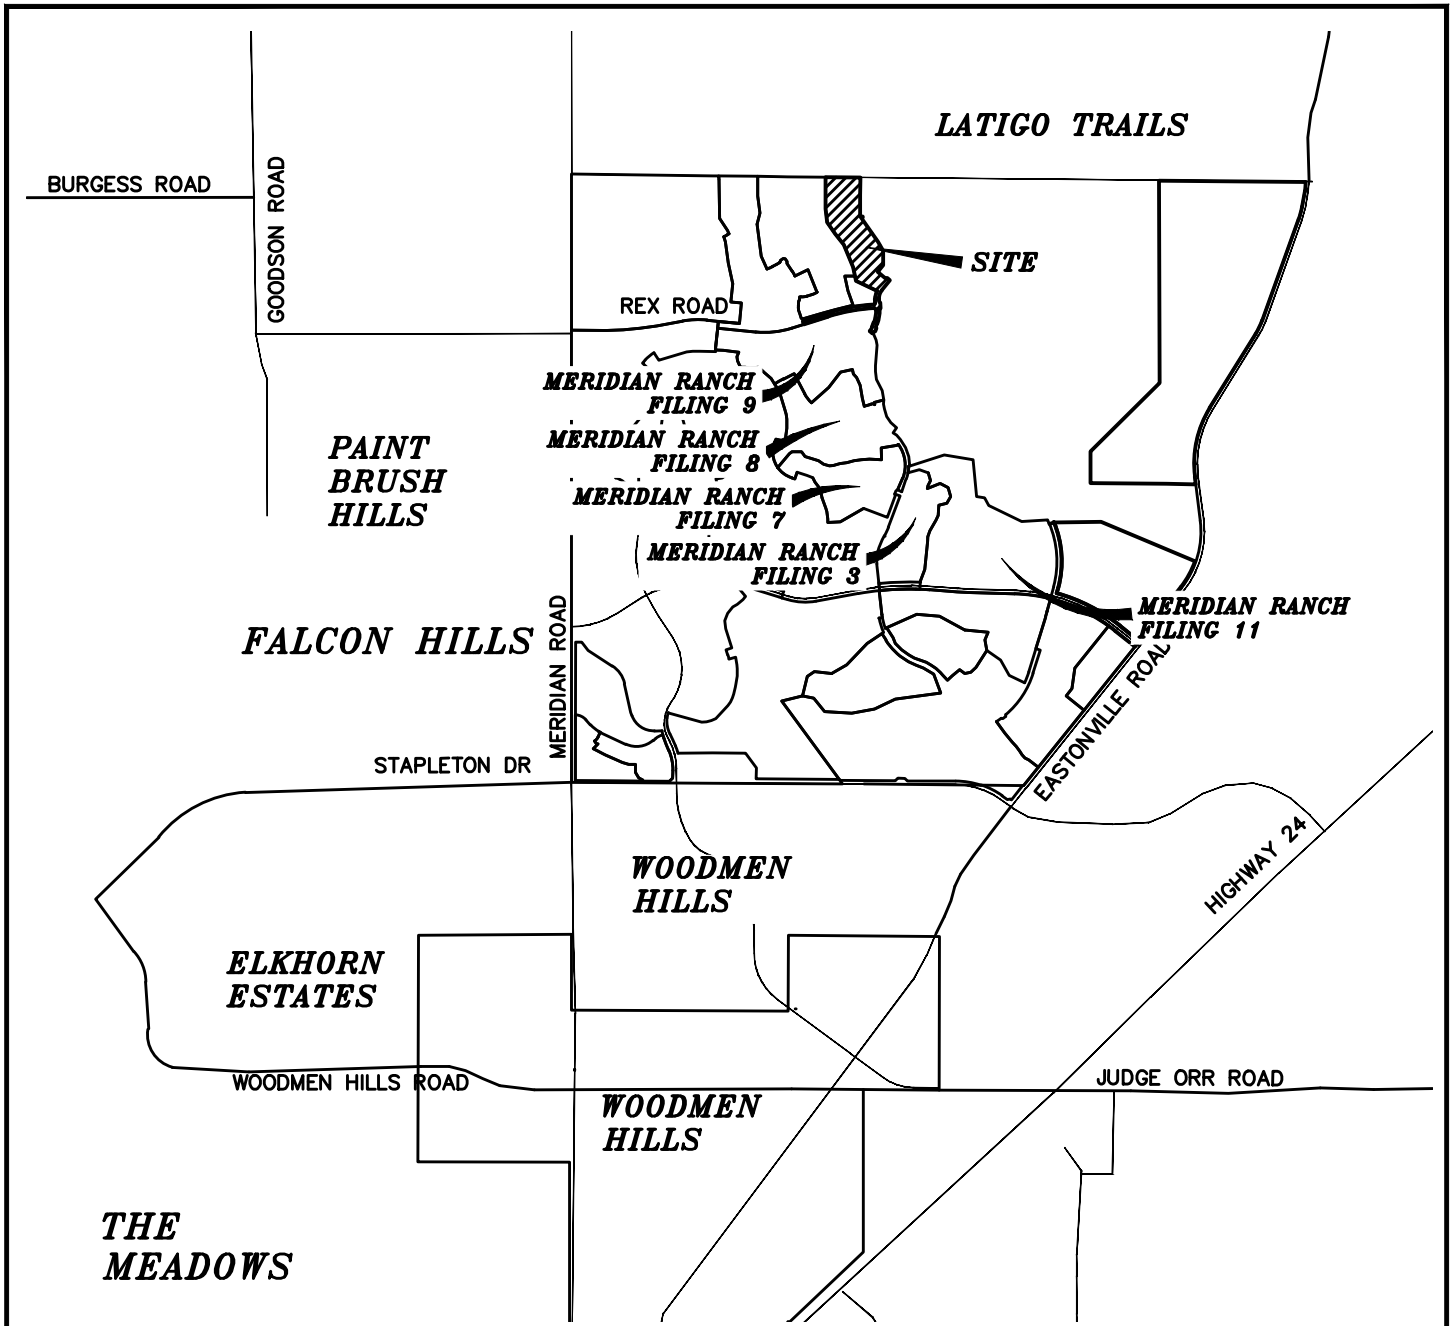 LATIGO TRAILS
BURGESS ROAD
GOODSON ROAD
SITE
REX ROAD
MERIDIAN RANCH
FILING 9
MERIDIAN RANCH
FILING 8
MERIDIAN RANCH
FILING 7
MERIDIAN RANCH
FILING 3
PAINT
BRUSH
HILLS
MERIDIAN RANCH
FILING 11
FALCON HILLS
MERIDIAN ROAD
EASTONVILLE ROAD
STAPLETON DR
HIGHWAY 24
WOODMEN
HILLS
ELKHORN
ESTATES
WOODMEN HILLS ROAD
JUDGE ORR ROAD
WOODMEN
HILLS
THE
MEADOWS